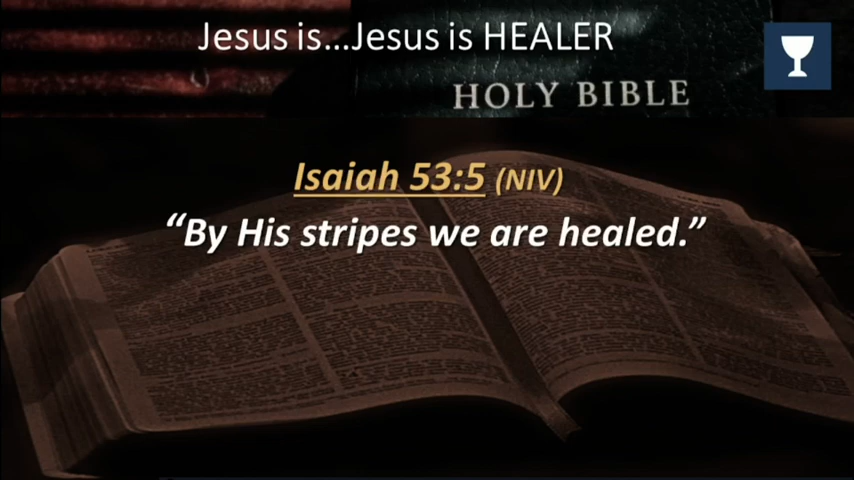 Jesus is...Jesus is HEALER
HOLY BIBLE
Isaiah 53:5 (NIV)
“By His stripes we are healed.”